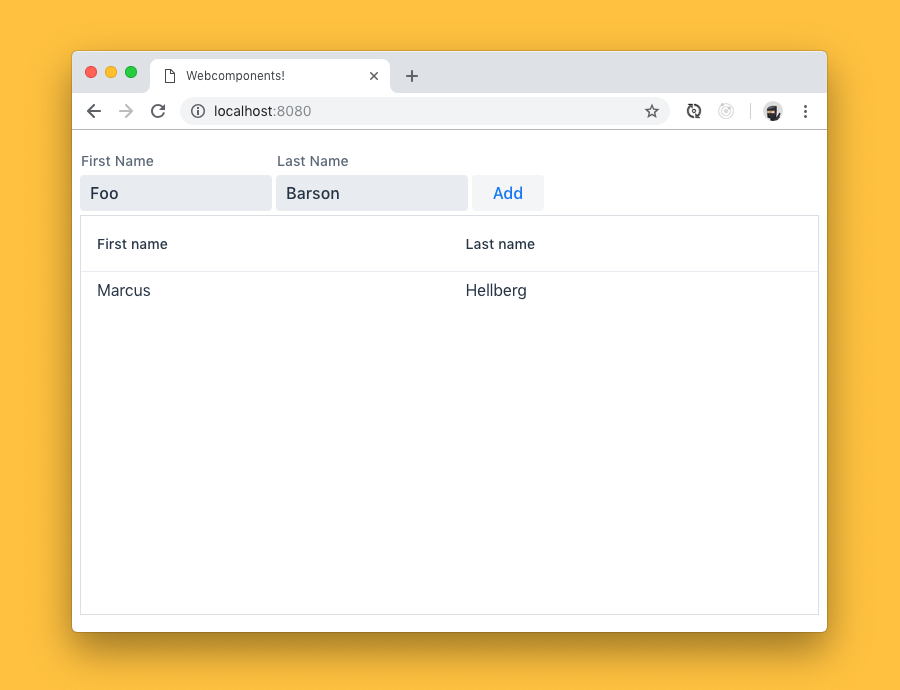 Webcomponents!
localhost:8080
First Name Last Name
Foo Barson Add
First name Last name
Marcus Hellberg